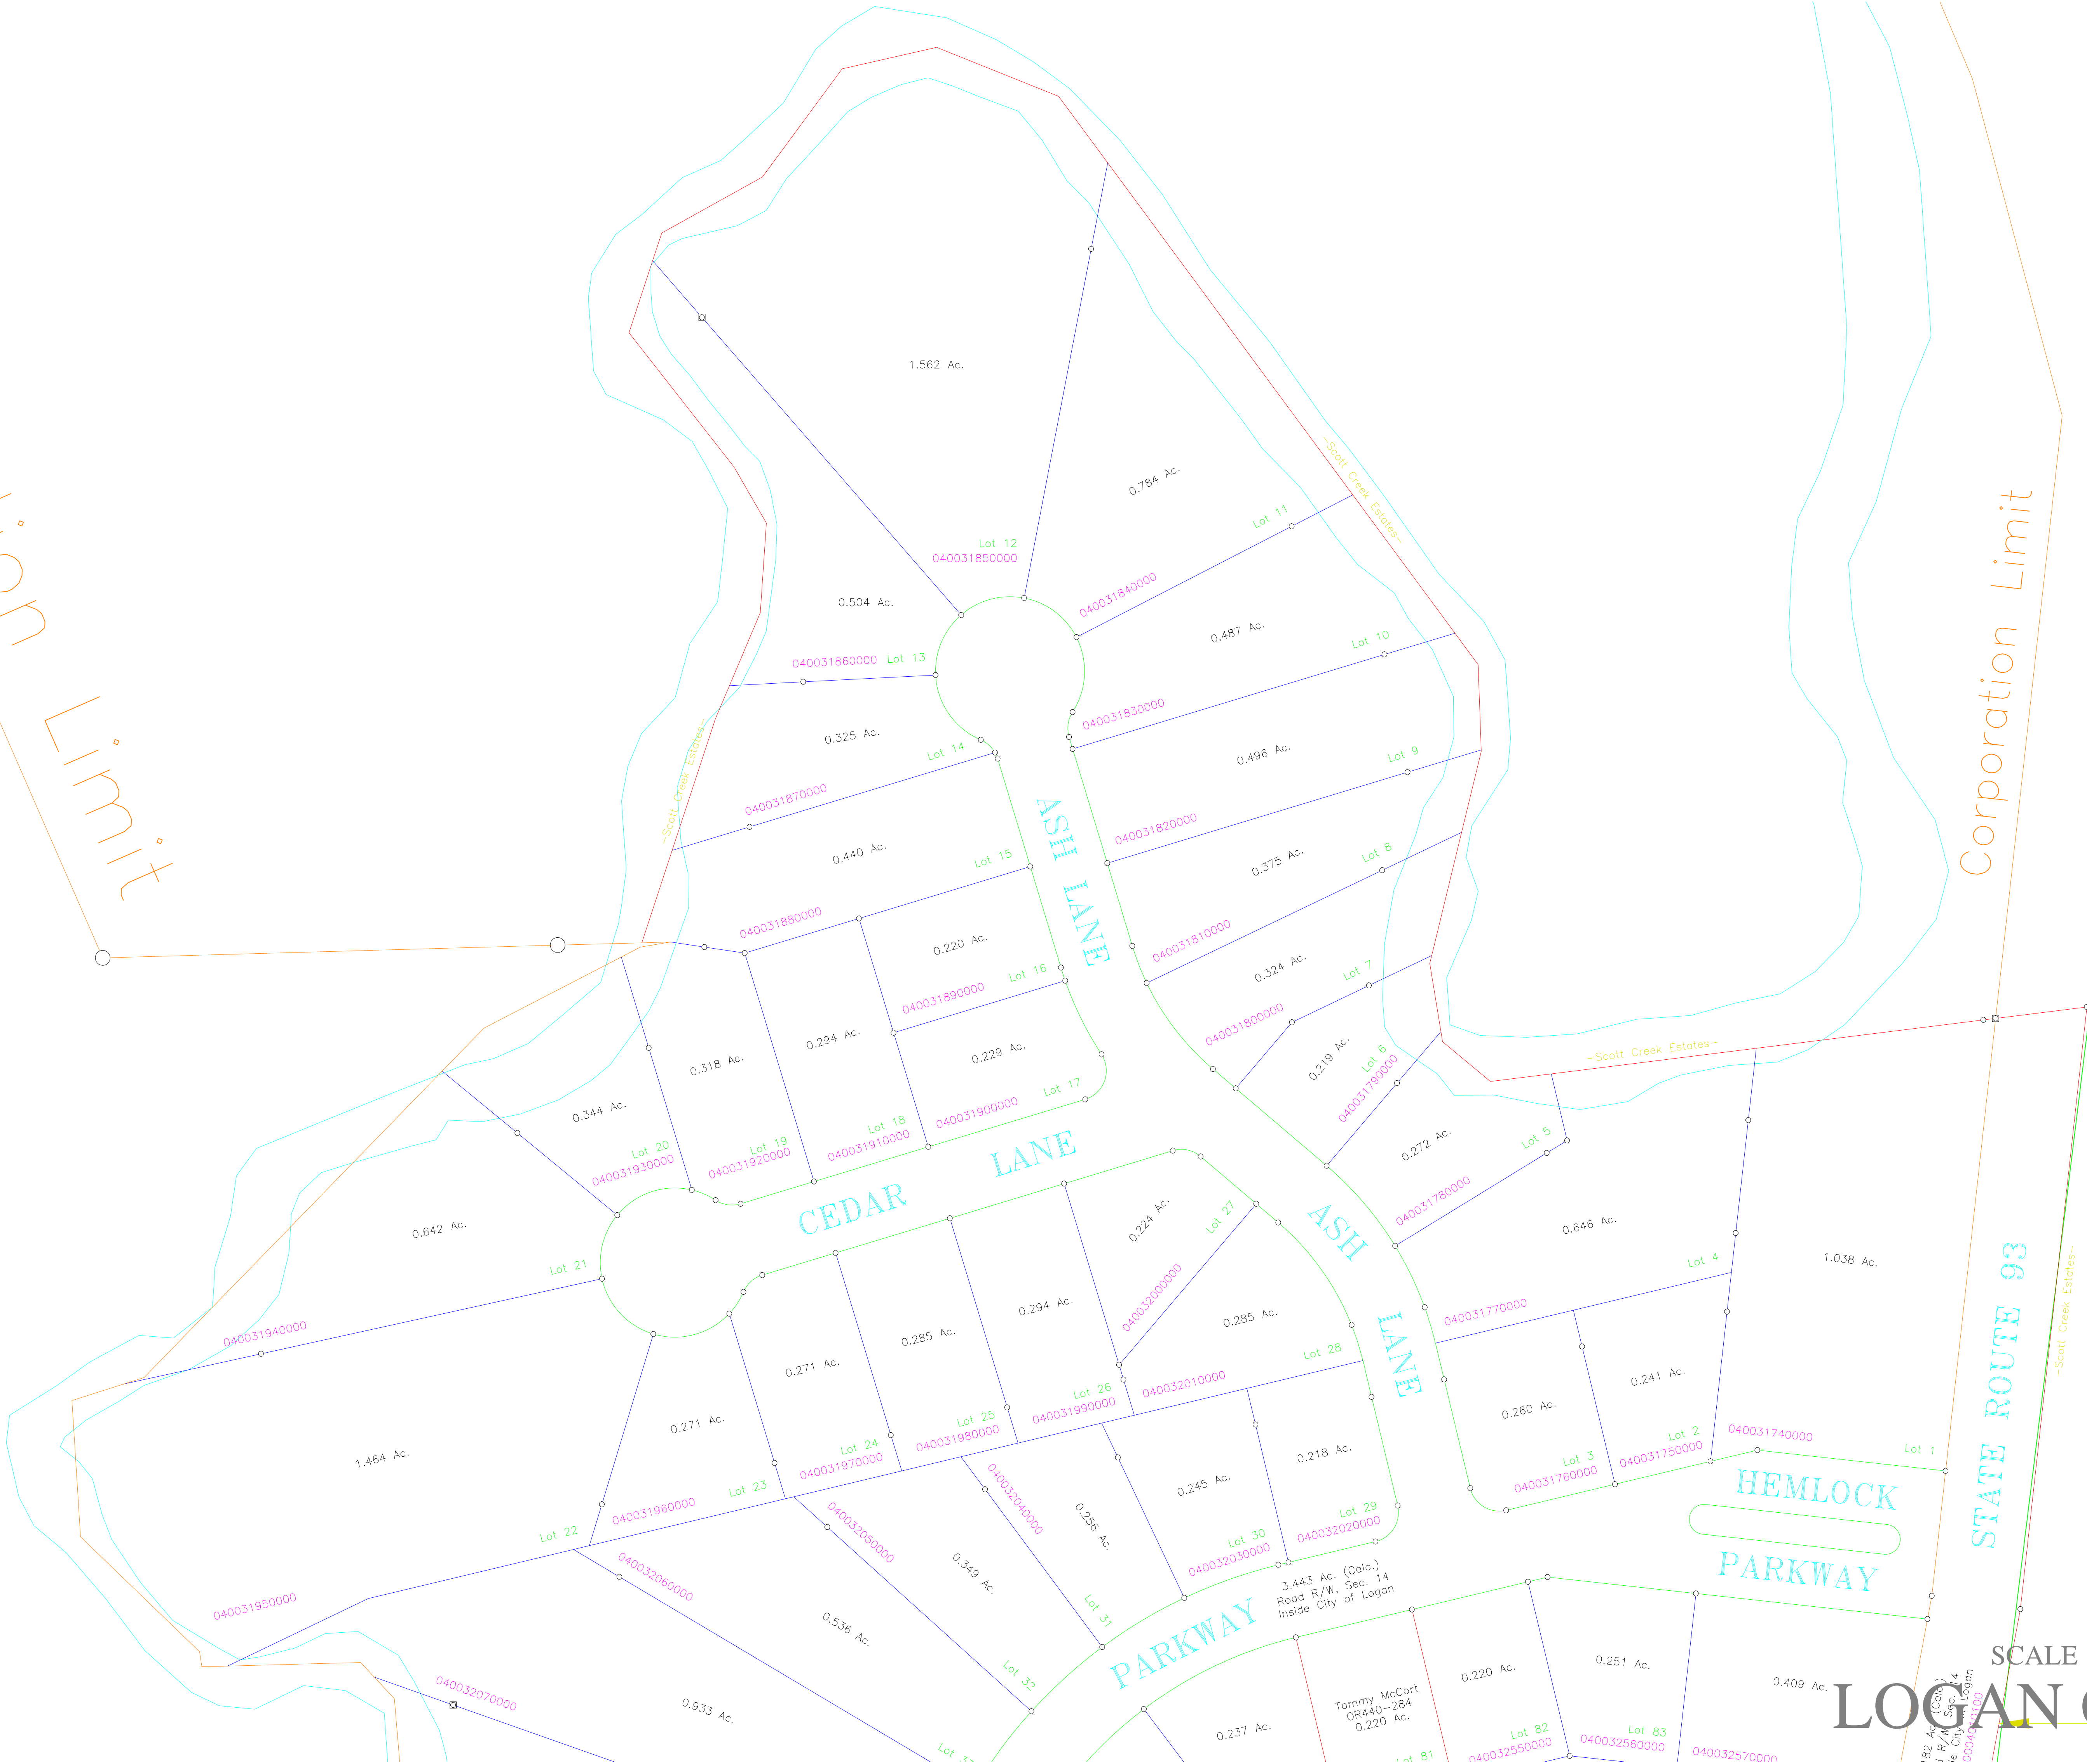 Corporation Limit
ion Limit
1.562 Ac.
Lot 12
040031850000
0.784 Ac.
Lot 11
040031840000
~Scott Creek Estates~
0.504 Ac.
040031860000 Lot 13
0.487 Ac.
Lot 10
040031830000
0.325 Ac.
Lot 14
040031870000
~Scott Creek Estates~
0.496 Ac.
Lot 9
040031820000
0.440 Ac.
Lot 15
040031880000
ASH LANE
0.375 Ac.
Lot 8
040031810000
0.220 Ac.
Lot 16
040031890000
0.324 Ac.
Lot 7
040031800000
0.294 Ac.
0.229 Ac.
Lot 17
040031900000
0.219 Ac.
Lot 6
040031790000
~Scott Creek Estates~
0.318 Ac.
0.344 Ac.
Lot 18
040031910000
Lot 19
040031920000
Lot 20
040031930000
0.272 Ac.
Lot 5
040031780000
CEDAR LANE
0.642 Ac.
Lot 21
040031940000
0.224 Ac.
Lot 27
040032000000
ASH LANE
0.646 Ac.
Lot 4
040031770000
1.038 Ac.
0.294 Ac.
0.285 Ac.
0.285 Ac.
Lot 28
040032010000
0.271 Ac.
0.271 Ac.
Lot 26
040031990000
Lot 25
040031980000
Lot 24
040031970000
Lot 23
040031960000
0.260 Ac.
0.241 Ac.
Lot 3
040031760000
Lot 2
040031750000
040031740000
Lot 1
STATE ROUTE 93
~Scott Creek Estates~
1.464 Ac.
Lot 22
040031950000
0.218 Ac.
Lot 29
040032020000
0.245 Ac.
Lot 30
040032030000
0.256 Ac.
040032040000
Lot 31
0.349 Ac.
040032050000
Lot 32
0.536 Ac.
040032060000
0.933 Ac.
040032070000
HEMLOCK
PARKWAY
PARKWAY
3.443 Ac. (Calc.)
Road R/W, Sec. 14
Inside City of Logan
0.237 Ac.
Tammy McCort
OR440-284
0.220 Ac.
Lot 81
0.220 Ac.
Lot 82
040032550000
0.251 Ac.
Lot 83
040032560000
0.409 Ac.
040032570000
SCALE
LOGAN